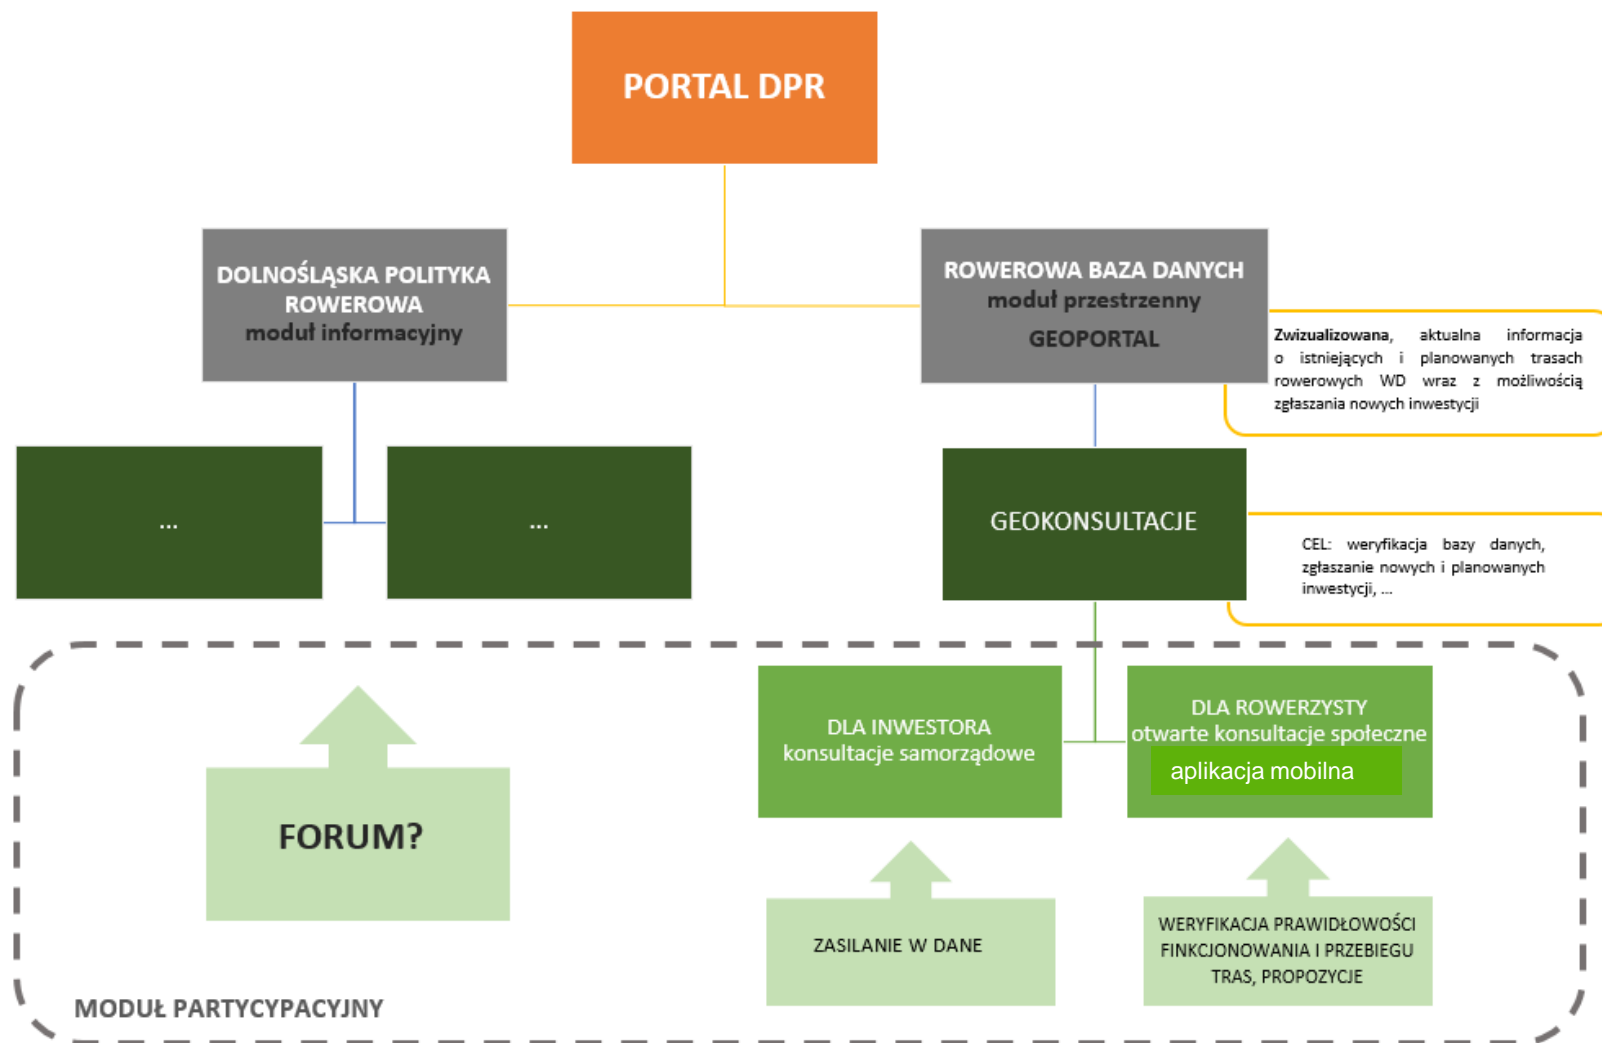 PORTAL DPR
DOLNOŚLĄSKA POLITYKA
ROWEROWA
moduł informacyjny
ROWEROWA BAZA DANYCH
moduł przestrzenny
GEOPORTAL
Zwizualizowana, aktualna informacja
o istniejących i planowanych trasach
rowerowych WD wraz z możliwością
zgłaszania nowych inwestycji
...
...
GEOKONSULTACJE
CEL: weryfikacja bazy danych,
zgłaszanie nowych i planowanych
inwestycji, ...
DLA INWESTORA
konsultacje samorządowe
DLA ROWERZYSTY
otwarte konsultacje społeczne
aplikacja mobilna
FORUM?
ZASILANIE W DANE
WERYFIKACJA PRAWIDŁOWOŚCI
FINKCJONOWANIA I PRZEBIEGU
TRAS, PROPOZYCJE
MODUŁ PARTYCYPACYJNY